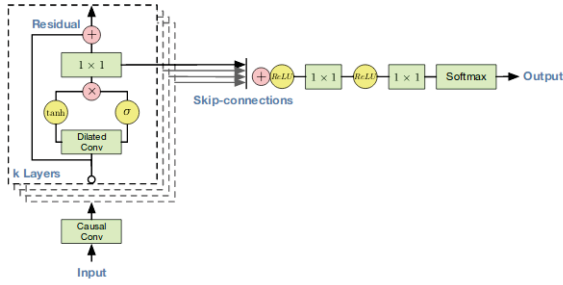 Residual
+
1 × 1
×
tanh
σ
Dilated
Conv
k Layers
Causal
Conv
Input
Skip-connections
+
ReLU
1 × 1
ReLU
1 × 1
Softmax
Output